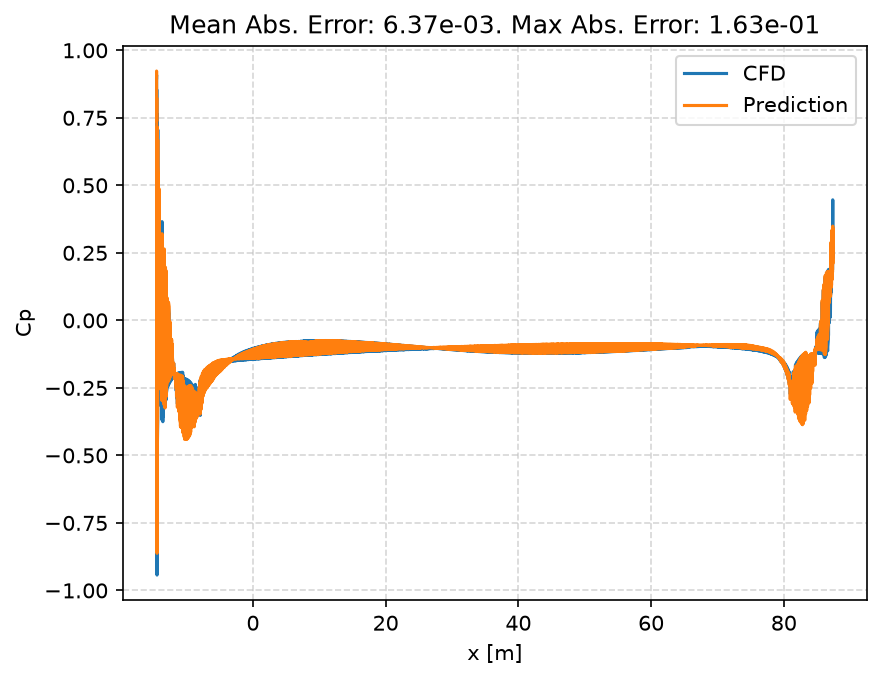 Mean Abs. Error: 6.37e-03. Max Abs. Error: 1.63e-01
CFD
Prediction
1.00
0.75
0.50
0.25
0.00
−0.25
−0.50
−0.75
−1.00
Cp
0 20 40 60 80
x [m]